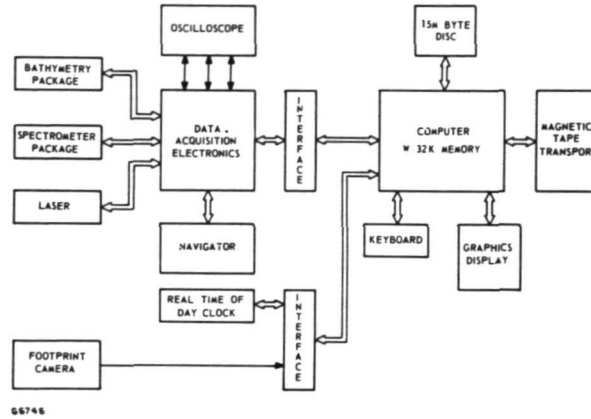 OSCILLOSCOPE
15M BYTE
DISC
BATHYMETRY
PACKAGE
SPECTROMETER
PACKAGE
LASER
DATA .
ACQUISITION
ELECTRONICS
INTERFACE
COMPUTER
W 32K MEMORY
MAGNETIC
TAPE
TRANSPORT
NAVIGATOR
KEYBOARD
GRAPHICS
DISPLAY
REAL TIME OF
DAY CLOCK
INTERFACE
FOOTPRINT
CAMERA
G6746